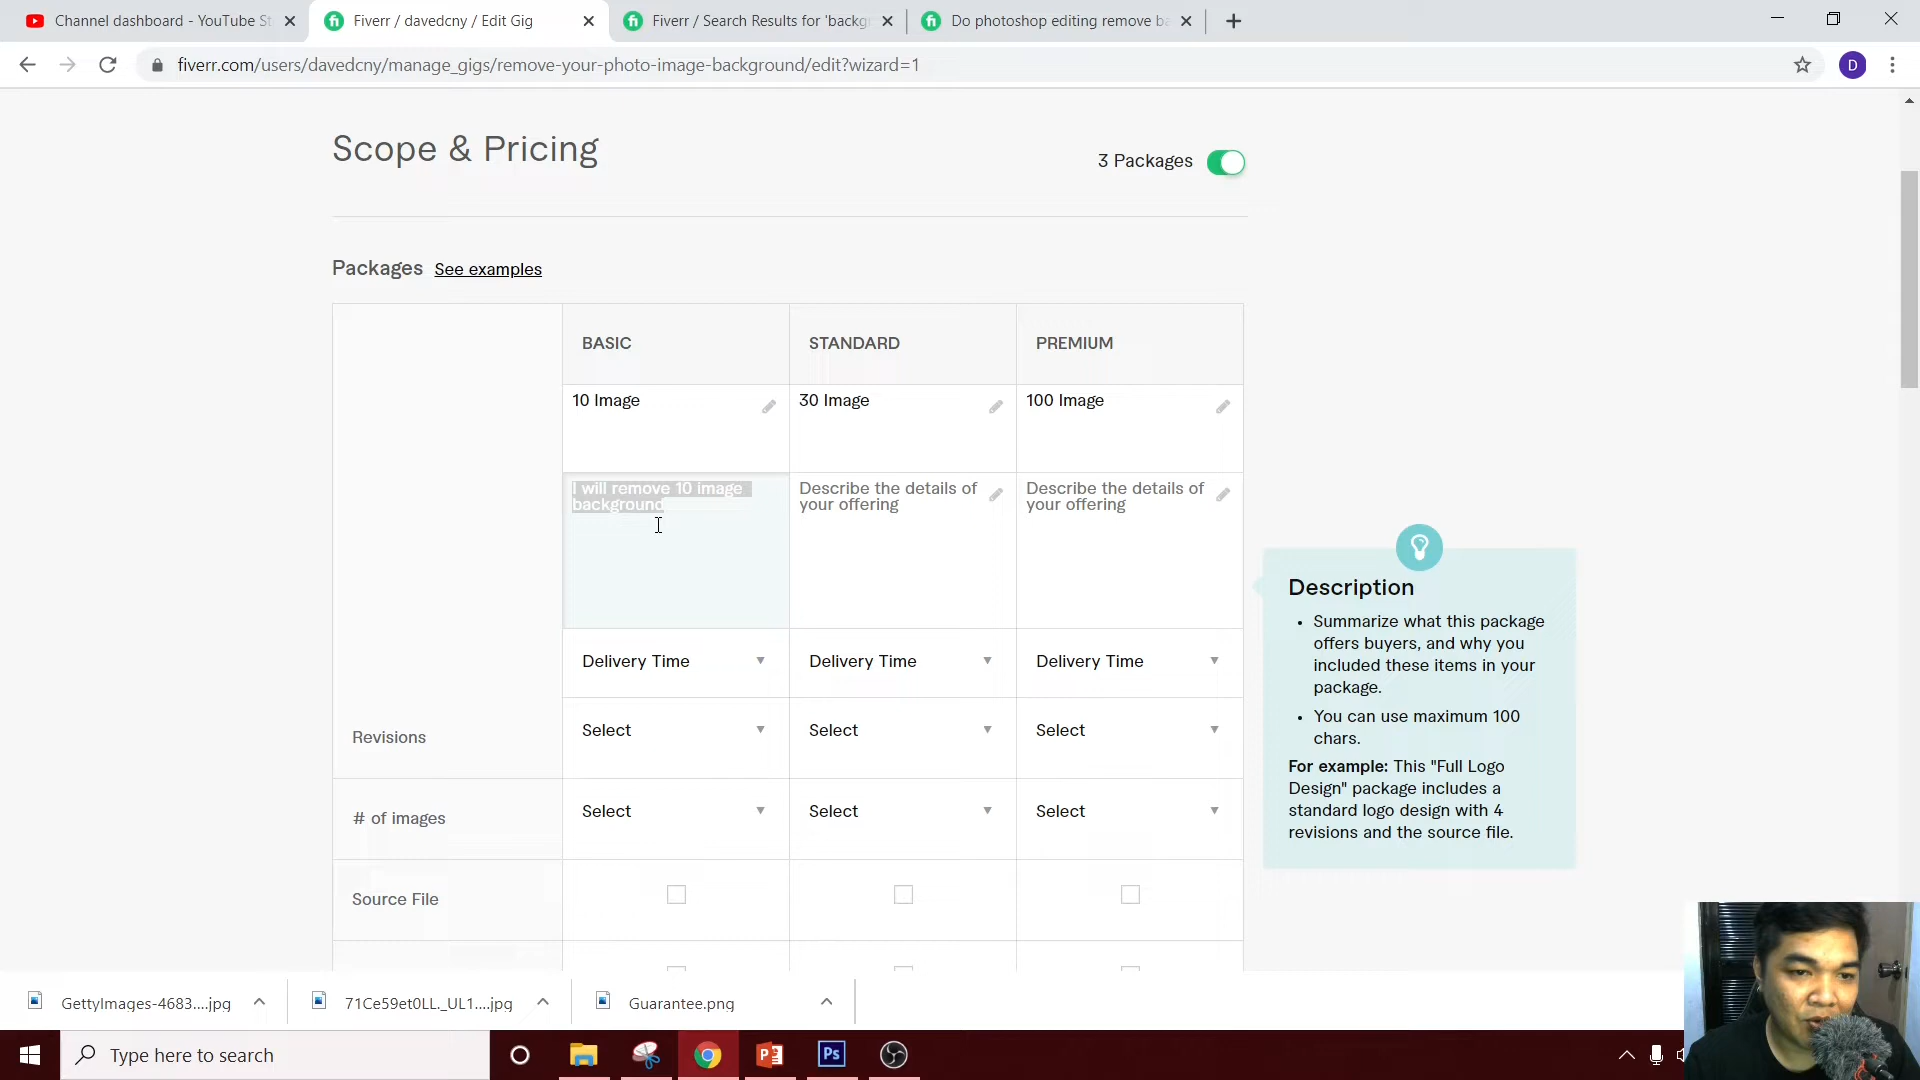 Channel dashboard - YouTube St
Fiverr / davedcny / Edit Gig
Fiverr / Search Results for 'backgr
Do photoshop editing remove ba
fiverr.com/users/davedcny/manage_gigs/remove-your-photo-image-background/edit?wizard=1
D
Scope & Pricing
3 Packages
Packages See examples
BASIC
STANDARD
PREMIUM
10 Image
30 Image
100 Image
I will remove 10 image
background
Describe the details of
your offering
Describe the details of
your offering
Delivery Time
Delivery Time
Delivery Time
Revisions
Select
Select
Select
# of images
Select
Select
Select
Source File
Description
• Summarize what this package
offers buyers, and why you
included these items in your
package.
• You can use maximum 100
chars.
For example: This "Full Logo
Design" package includes a
standard logo design with 4
revisions and the source file.
GettyImages-4683....jpg
71Ce59et0LL._UL1....jpg
Guarantee.png
Type here to search
Ps